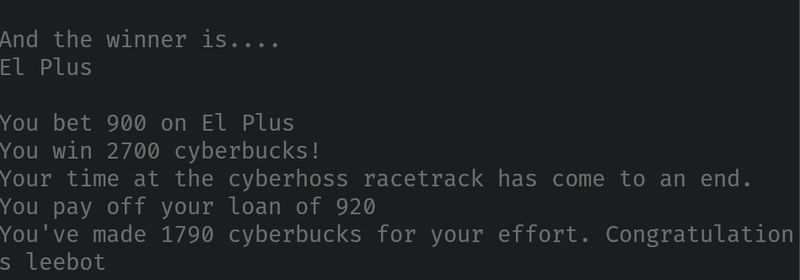 And the winner is....
El Plus
You bet 900 on El Plus
You win 2700 cyberbucks!
Your time at the cyberhoss racetrack has come to an end.
You pay off your loan of 920
You've made 1790 cyberbucks for your effort. Congratulation
s leebot